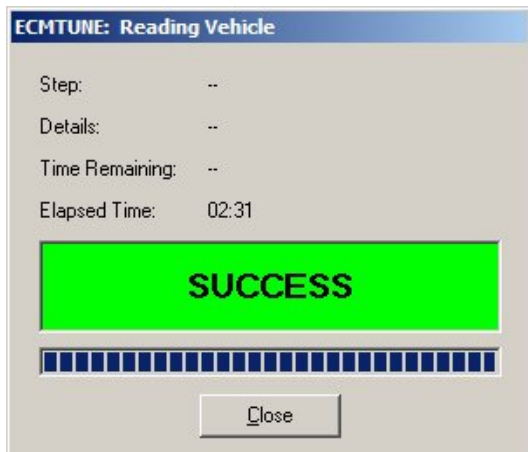 ECMTUNE: Reading Vehicle
Step: --
Details: --
Time Remaining: --
Elapsed Time: 02:31
SUCCESS
Close